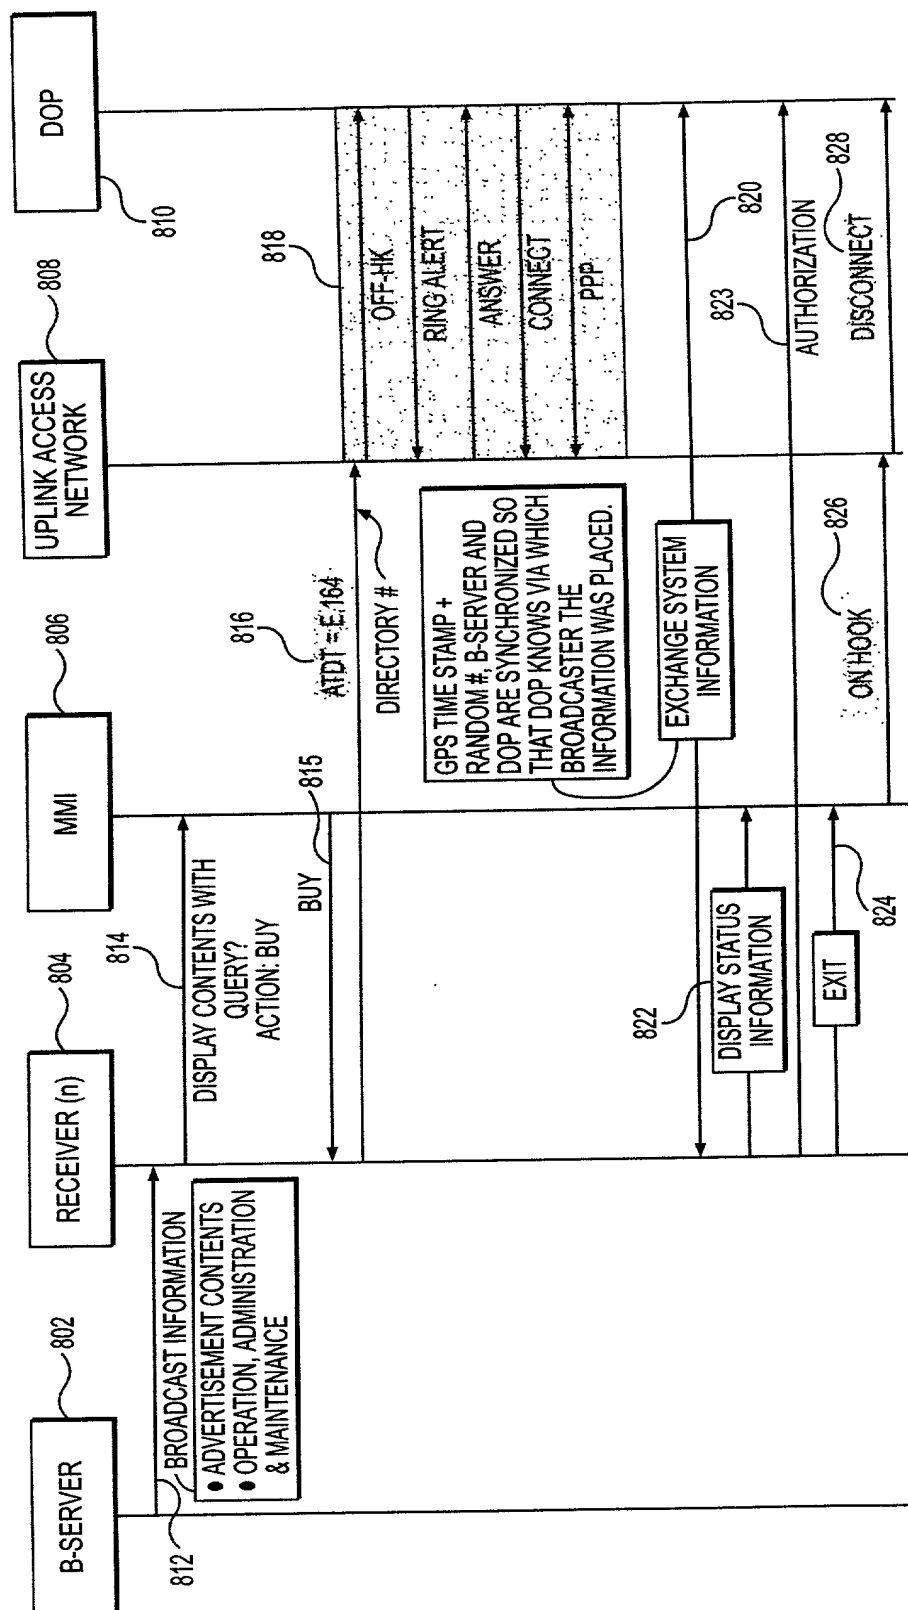 B-SERVER
802
RECEIVER (n)
804
MMI
806
UPLINK ACCESS
NETWORK
808
DOP
810
812
BROADCAST INFORMATION
● ADVERTISEMENT CONTENTS
● OPERATION, ADMINISTRATION
& MAINTENANCE
814
DISPLAY CONTENTS WITH
QUERY?
ACTION: BUY
BUY
815
816
ATDT = E.164
DIRECTORY #
818
OFF-HK
RING ALERT
ANSWER
CONNECT
PPP
GPS TIME STAMP +
RANDOM #, B-SERVER AND
DOP ARE SYNCHRONIZED SO
THAT DOP KNOWS VIA WHICH
BROADCASTER THE
INFORMATION WAS PLACED.
EXCHANGE SYSTEM
INFORMATION
820
822
DISPLAY STATUS
INFORMATION
823
AUTHORIZATION
EXIT
824
ON HOOK
826
DISCONNECT
828